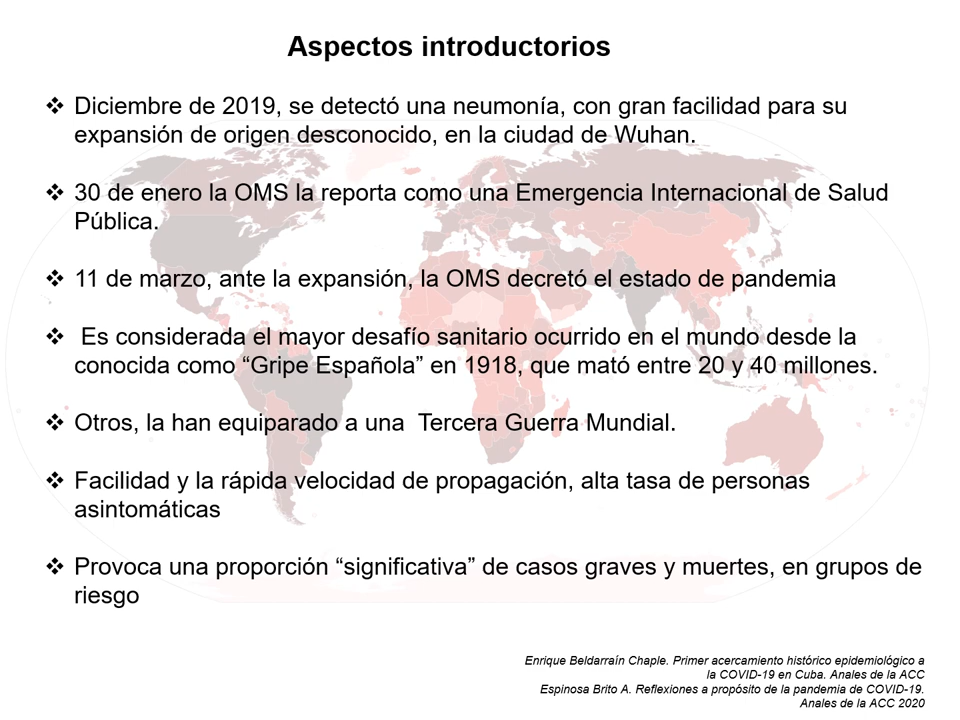 Aspectos introductorios
❖ Diciembre de 2019, se detectó una neumonía, con gran facilidad para su
expansión de origen desconocido, en la ciudad de Wuhan.
❖ 30 de enero la OMS la reporta como una Emergencia Internacional de Salud
Pública.
❖ 11 de marzo, ante la expansión, la OMS decretó el estado de pandemia
❖ Es considerada el mayor desafío sanitario ocurrido en el mundo desde la
conocida como “Gripe Española” en 1918, que mató entre 20 y 40 millones.
❖ Otros, la han equiparado a una Tercera Guerra Mundial.
❖ Facilidad y la rápida velocidad de propagación, alta tasa de personas
asintomáticas
❖ Provoca una proporción “significativa” de casos graves y muertes, en grupos de
riesgo
Enrique Beldarraín Chaple. Primer acercamiento histórico epidemiológico a
la COVID-19 en Cuba. Anales de la ACC
Espinosa Brito A. Reflexiones a propósito de la pandemia de COVID-19.
Anales de la ACC 2020